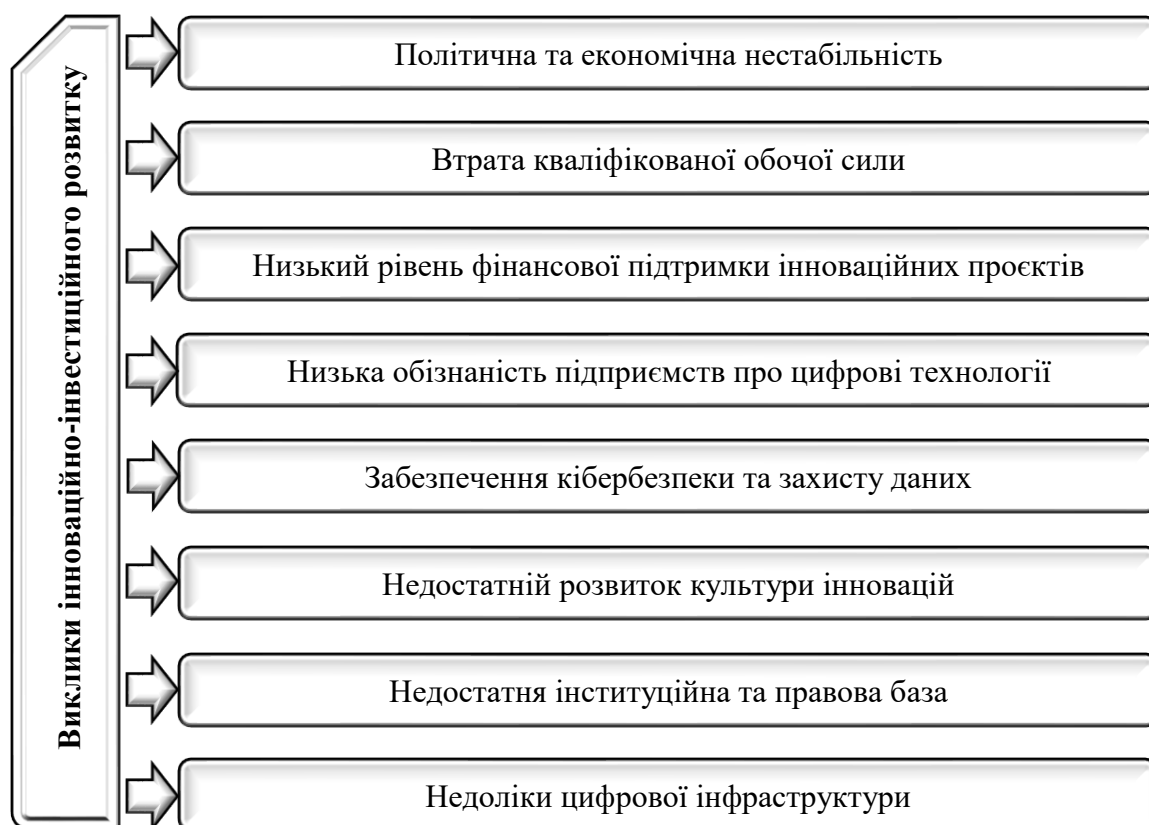 Виклики інноваційно-інвестиційного розвитку
Політична та економічна нестабільність
Втрата кваліфікованої обочої сили
Низький рівень фінансової підтримки інноваційних проєктів
Низька обізнаність підприємств про цифрові технології
Забезпечення кібербезпеки та захисту даних
Недостатній розвиток культури інновацій
Недостатня інституційна та правова база
Недоліки цифрової інфраструктури